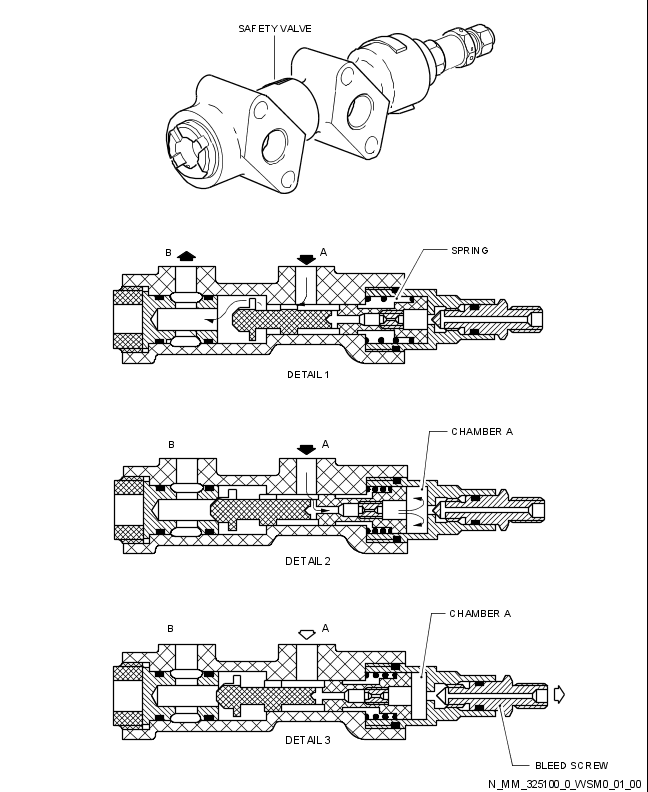 SAFETY VALVE
B
A
SPRING
DETAIL 1
CHAMBER A
B
A
DETAIL 2
CHAMBER A
B
A
DETAIL 3
BLEED SCREW
N_MM_325100_0_WSM0_01_00